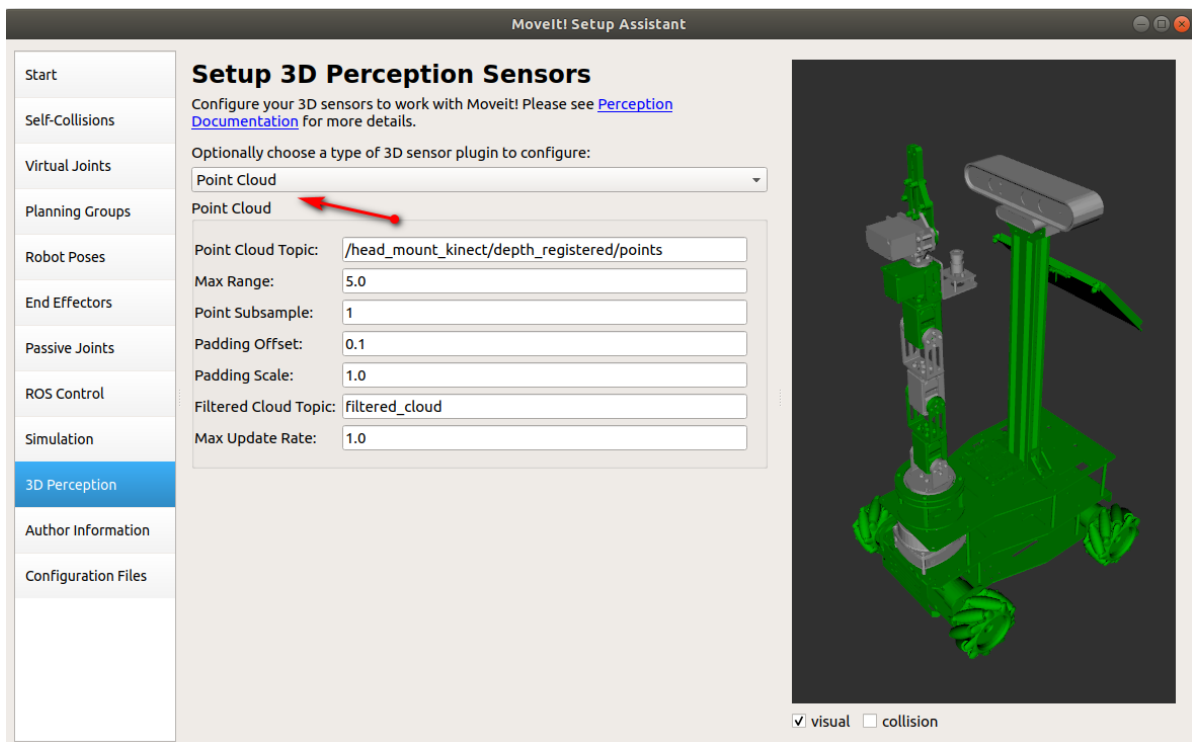 MoveIt! Setup Assistant
Start
Self-Collisions
Virtual Joints
Planning Groups
Robot Poses
End Effectors
Passive Joints
ROS Control
Simulation
3D Perception
Author Information
Configuration Files
Setup 3D Perception Sensors
Configure your 3D sensors to work with Moveit! Please see Perception
Documentation for more details.
Optionally choose a type of 3D sensor plugin to configure:
Point Cloud
Point Cloud
Point Cloud Topic: /head_mount_kinect/depth_registered/points
Max Range: 5.0
Point Subsample: 1
Padding Offset: 0.1
Padding Scale: 1.0
Filtered Cloud Topic: filtered_cloud
Max Update Rate: 1.0
visual collision